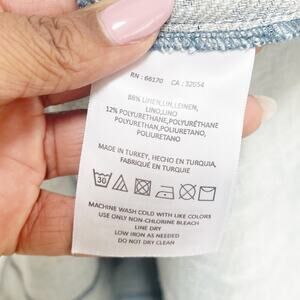 RN : 66170 CA : 32054
88% LINEN,LIN,LEINEN,
LINO,LINO
12% POLYURETHANE,POLYURÉTHANE
POLYURETHAN,POLIURETANO,
POLIURETANO
MADE IN TURKEY, HECHO EN TURQUIA,
FABRIQUÉ EN TURQUIE
30
MACHINE WASH COLD WITH LIKE COLORS
USE ONLY NON-CHLORINE BLEACH
LINE DRY
LOW IRON AS NEEDED
DO NOT DRY CLEAN